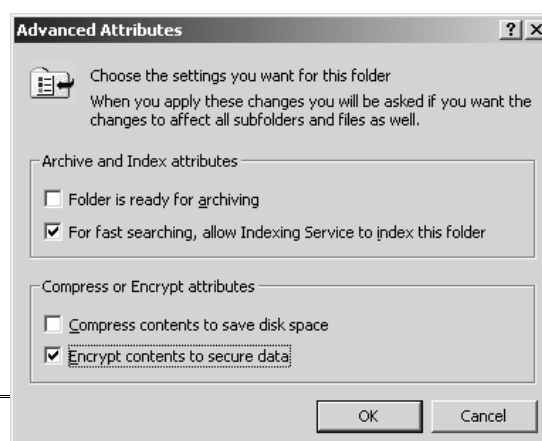 Advanced Attributes
Choose the settings you want for this folder
When you apply these changes you will be asked if you want the
changes to affect all subfolders and files as well.
Archive and Index attributes
Folder is ready for archiving
For fast searching, allow Indexing Service to index this folder
Compress or Encrypt attributes
Compress contents to save disk space
Encrypt contents to secure data
OK Cancel